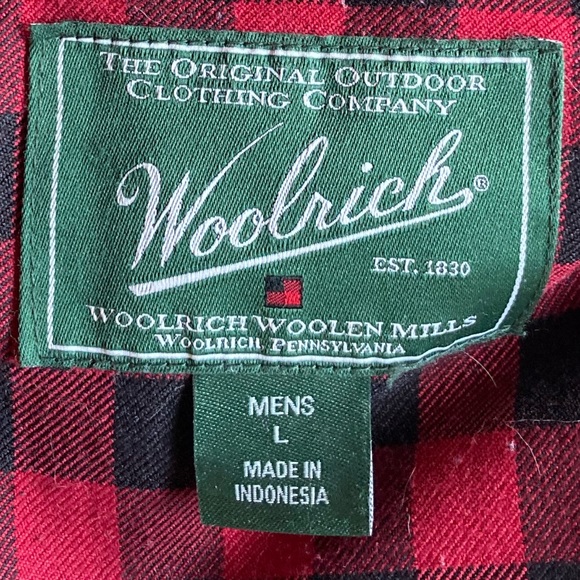 THE ORIGINAL OUTDOOR
CLOTHING COMPANY
Woolrich®
EST. 1830
WOOLRICH WOOLEN MILLS
WOOLRICH, PENNSYLVANIA
MENS
L
MADE IN
INDONESIA